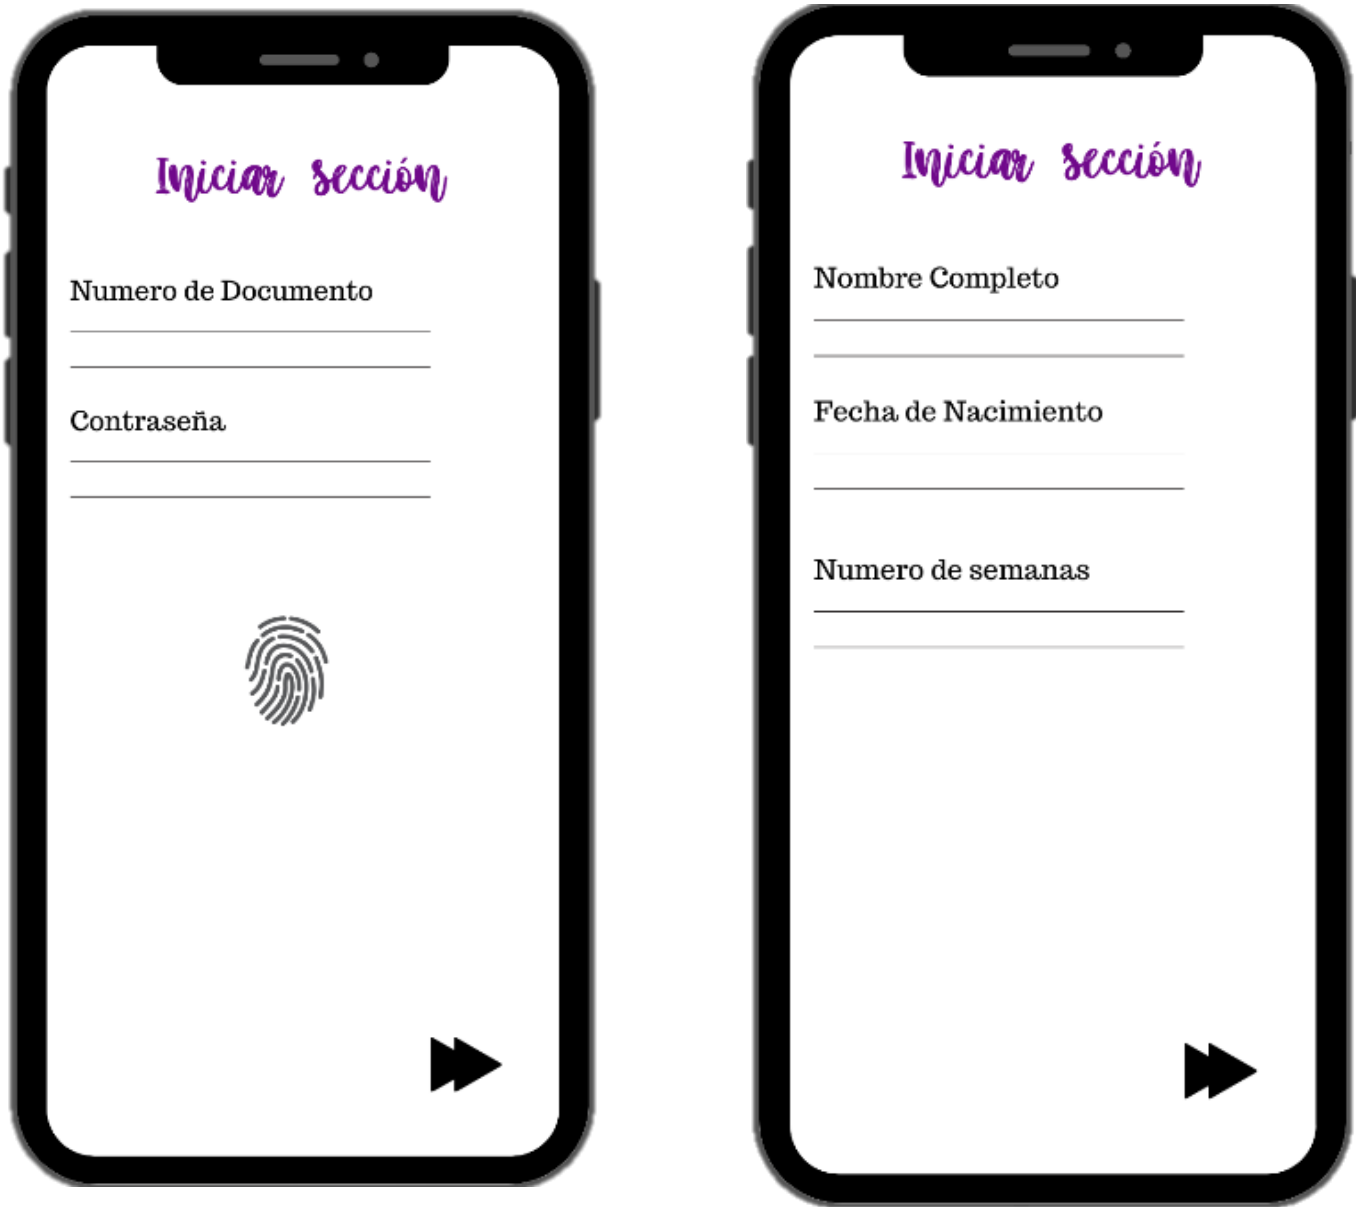 Iniciar sección
Numero de Documento
Contraseña
Iniciar sección
Nombre Completo
Fecha de Nacimiento
Numero de semanas